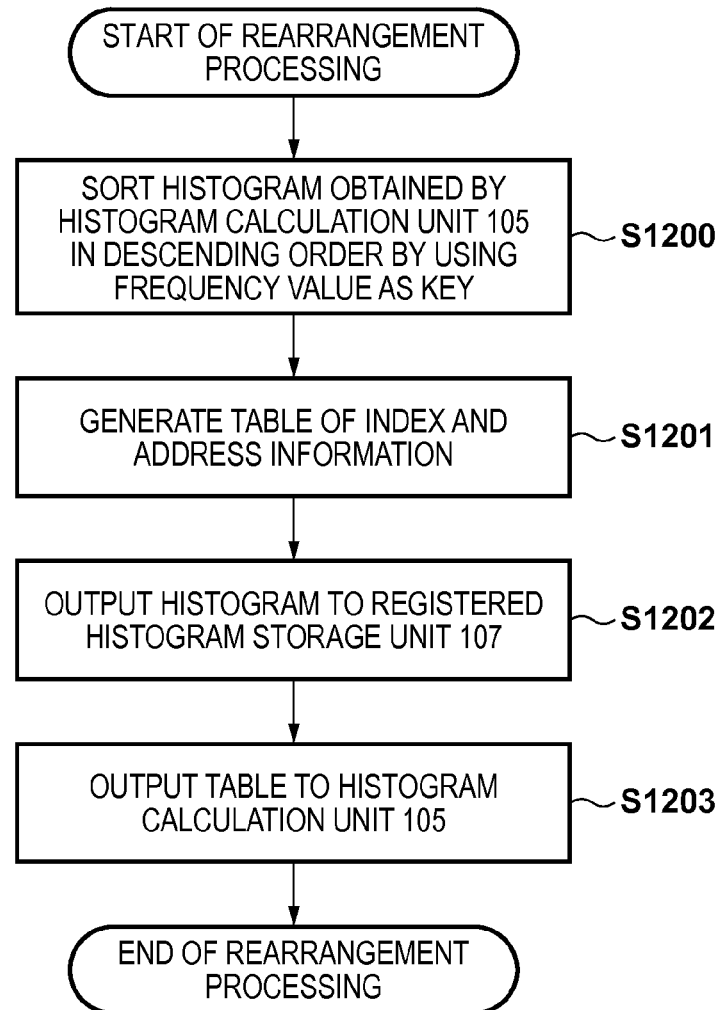 START OF REARRANGEMENT
PROCESSING
SORT HISTOGRAM OBTAINED BY
HISTOGRAM CALCULATION UNIT 105
IN DESCENDING ORDER BY USING
FREQUENCY VALUE AS KEY
S1200
GENERATE TABLE OF INDEX AND
ADDRESS INFORMATION
S1201
OUTPUT HISTOGRAM TO REGISTERED
HISTOGRAM STORAGE UNIT 107
S1202
OUTPUT TABLE TO HISTOGRAM
CALCULATION UNIT 105
S1203
END OF REARRANGEMENT
PROCESSING